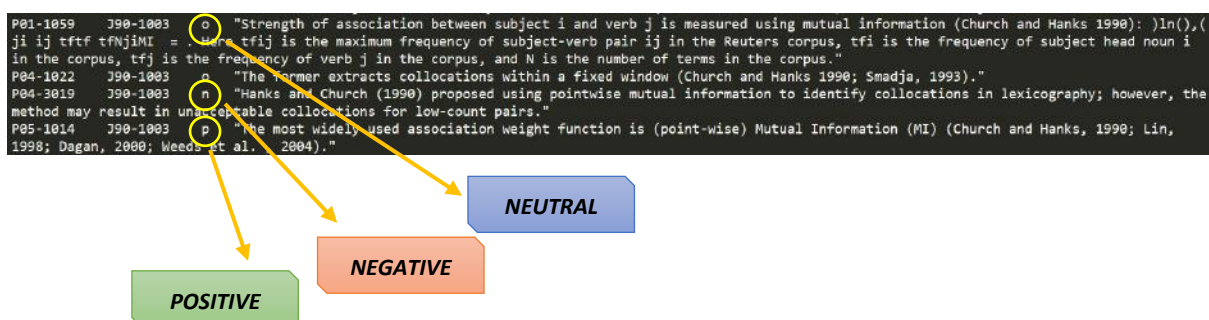 P01-1059 J90-1003 o "Strength of association between subject i and verb j is measured using mutual information (Church and Hanks 1990): )ln(),(
ji ij tftf tfNjiMI = . Here tfij is the maximum frequency of subject-verb pair ij in the Reuters corpus, tfi is the frequency of subject head noun i
in the corpus, tfj is the frequency of verb j in the corpus, and N is the number of terms in the corpus."
P04-1022 J90-1003 o "The former extracts collocations within a fixed window (Church and Hanks 1990; Smadja, 1993)."
P04-3019 J90-1003 n "Hanks and Church (1990) proposed using pointwise mutual information to identify collocations in lexicography; however, the
method may result in unacceptable collocations for low-count pairs."
P05-1014 J90-1003 p "The most widely used association weight function is (point-wise) Mutual Information (MI) (Church and Hanks, 1990; Lin,
1998; Dagan, 2000; Weeds et al. , 2004)."
NEUTRAL
NEGATIVE
POSITIVE